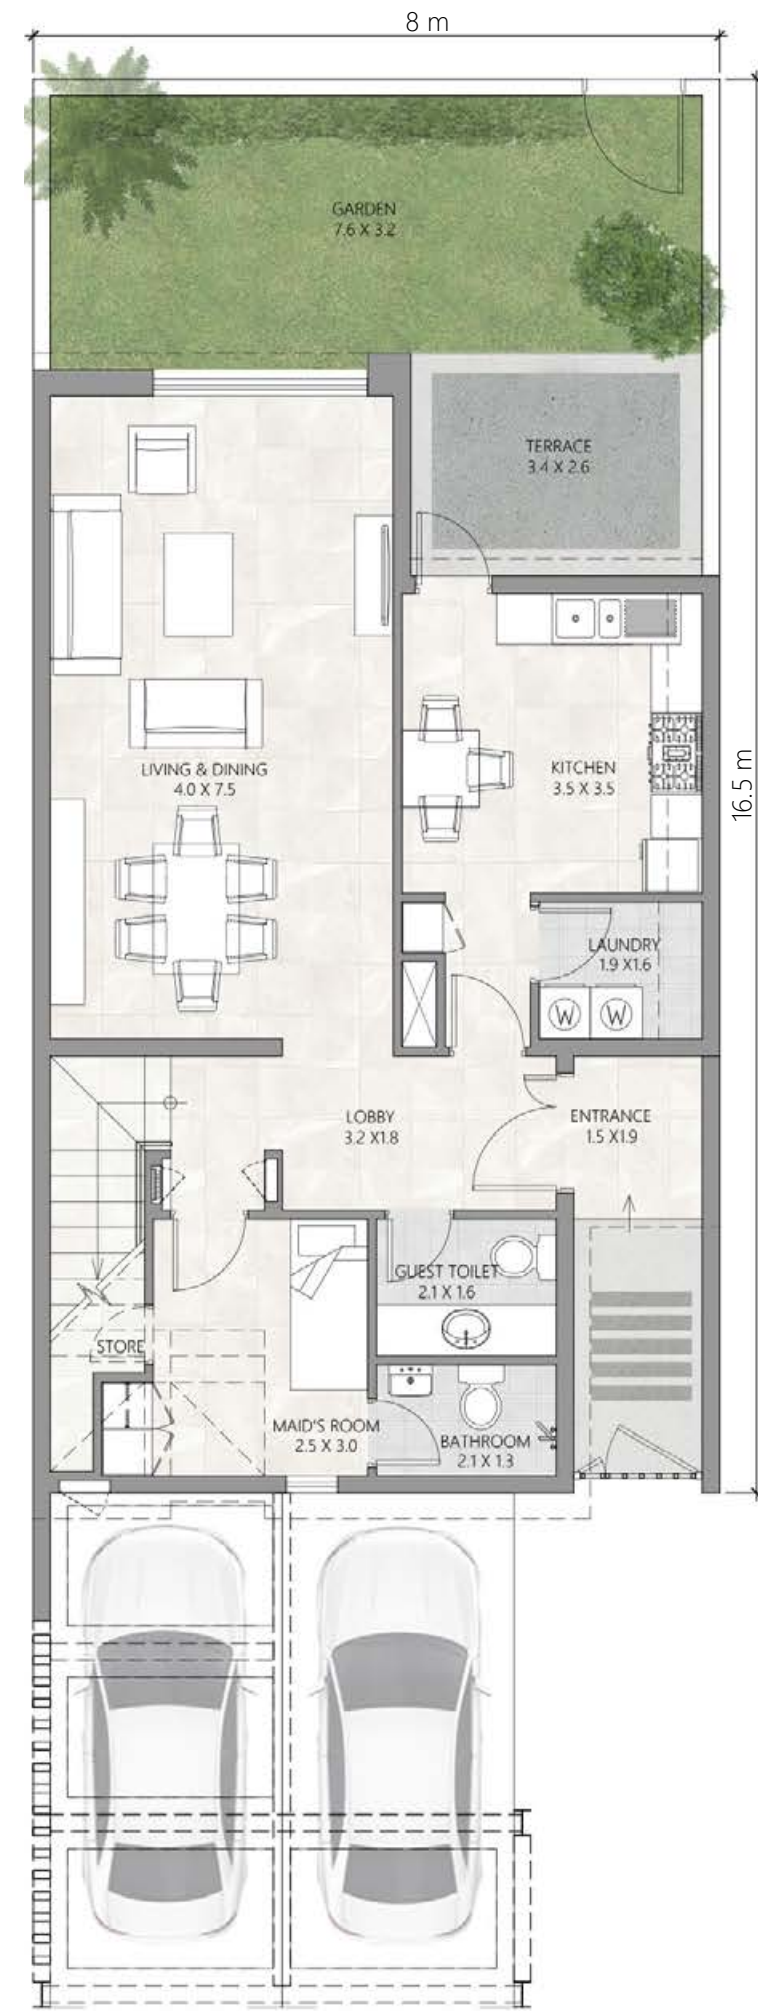 8 m
GARDEN
7.6 X 3.2
TERRACE
3.4 X 2.6
16.5 m
LIVING & DINING
4.0 X 7.5
KITCHEN
3.5 X 3.5
LAUNDRY
1.9 X1.6
W W
LOBBY
3.2 X1.8
ENTRANCE
1.5 X1.9
GUEST TOILET
2.1 X 1.6
STORE
MAID'S ROOM
2.5 X 3.0
BATHROOM
2.1 X 1.3